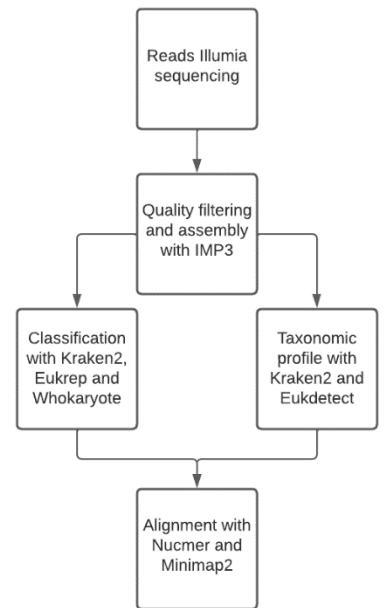 Reads Illumia
sequencing
Quality filtering
and assembly
with IMP3
Classification
with Kraken2,
Eukrep and
Whokaryote
Taxonomic
profile with
Kraken2 and
Eukdetect
Alignment with
Nucmer and
Minimap2